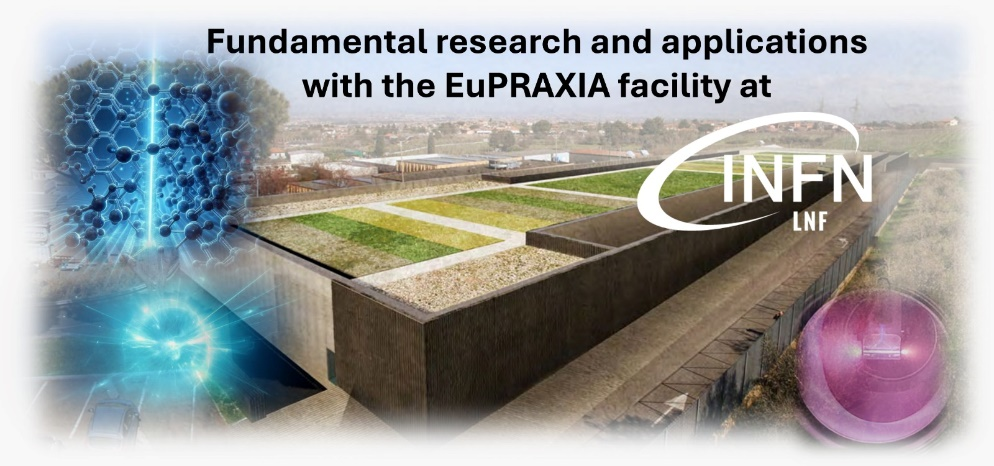 Fundamental research and applications
with the EuPRAXIA facility at
INFN
LNF